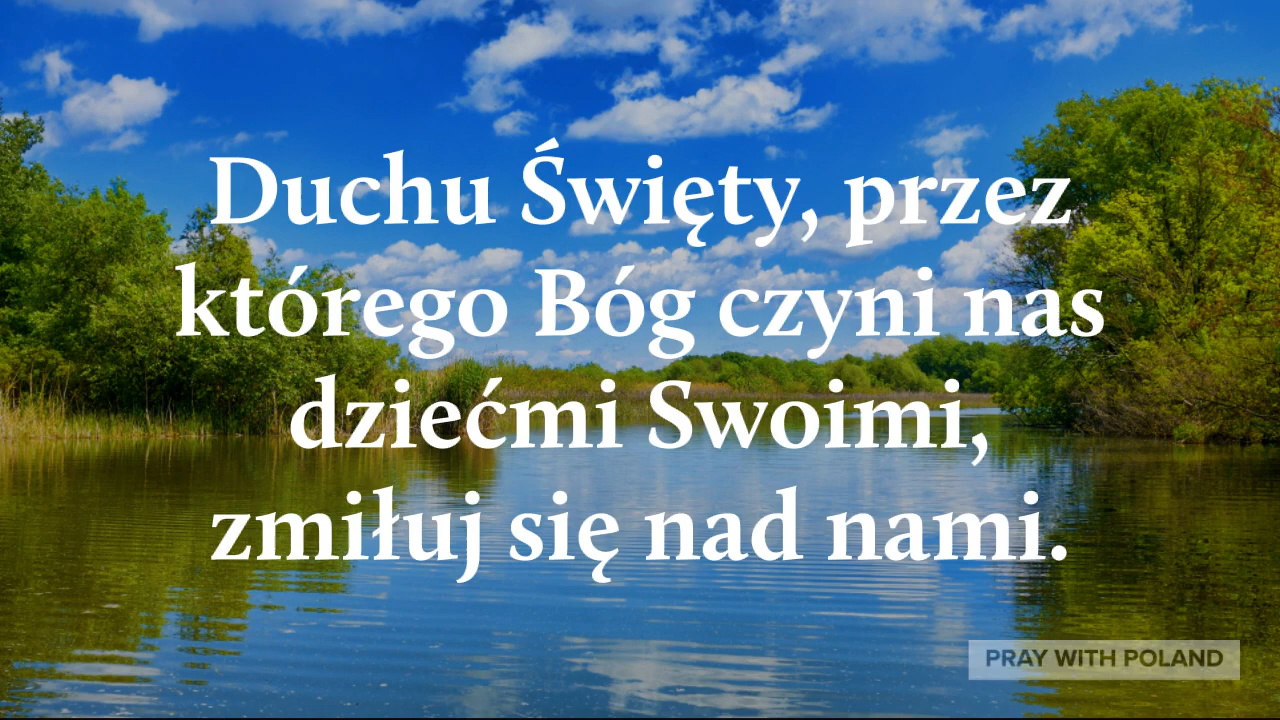 Duchu Święty, przez
którego Bóg czyni nas
dziećmi Swoimi,
zmiłuj się nad nami.
PRAY WITH POLAND